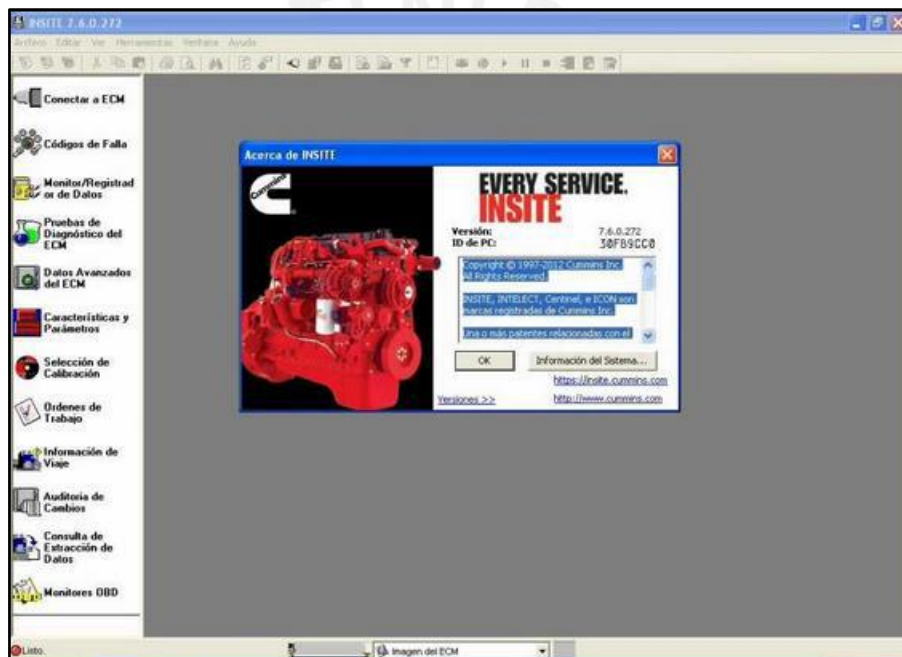 INSITE 7.6.0.272
Archivo Editar Ver Herramientas Ventana Ayuda
Conectar a ECM
Códigos de Falla
Monitor/Registrad
or de Datos
Pruebas de
Diagnóstico del
ECM
Datos Avanzados
del ECM
Características y
Parámetros
Selección de
Calibración
Ordenes de
Trabajo
Información de
Viaje
Auditoria de
Cambios
Consulta de
Extracción de
Datos
Monitores OBD
Acerca de INSITE
Cummins
EVERY SERVICE.
INSITE
Versión: 7.6.0.272
ID de PC: 30FB9CC0
Copyright © 1997-2012 Cummins Inc.
All Rights Reserved.
INSITE, INTELECT, Centinel, e ICON son
marcas registradas de Cummins Inc.
Una o más patentes relacionadas con el
OK Información del Sistema...
https://insite.cummins.com
Versiones >> http://www.cummins.com
Listo. Imagen del ECM